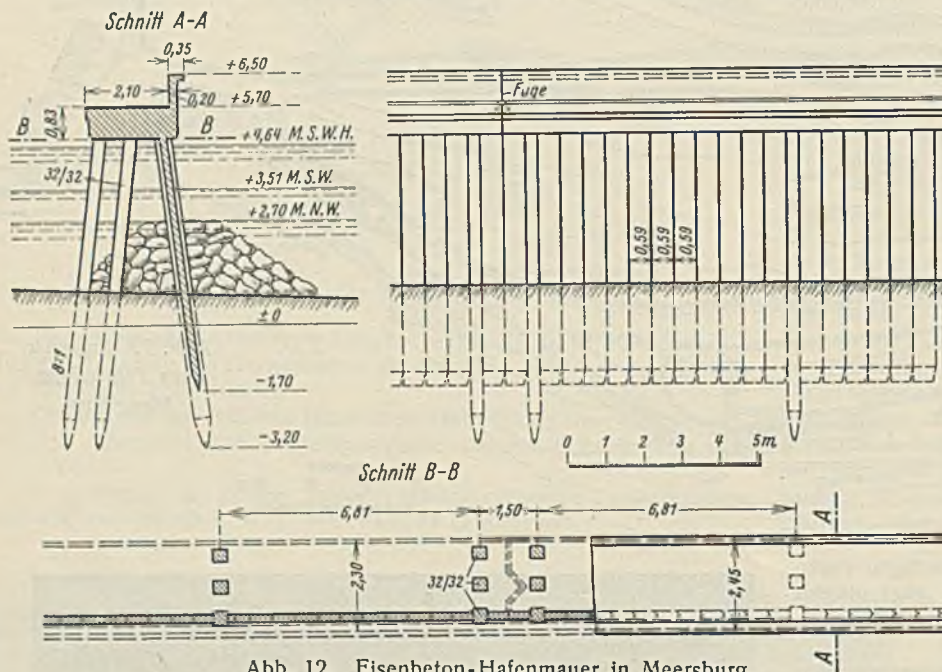 Schnitt A-A
0,35
+6,50
2,10
0,20
+5,70
0,83
B
B
+4,64 M.S.W.H.
32/32
+3,51 M.S.W.
+2,70 M.N.W.
±0
8:1
-1,70
-3,20
Fuge
0,59
0,59
0,59
0 1 2 3 4 5m
Schnitt B-B
6,81
1,50
6,81
A
2,30
32/32
2,45
A
Abb. 12. Eisenbeton-Hafenmauer in Meersburg